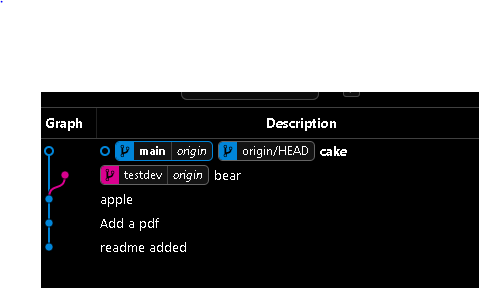 Graph Description
main origin origin/HEAD cake
testdev origin bear
apple
Add a pdf
readme added